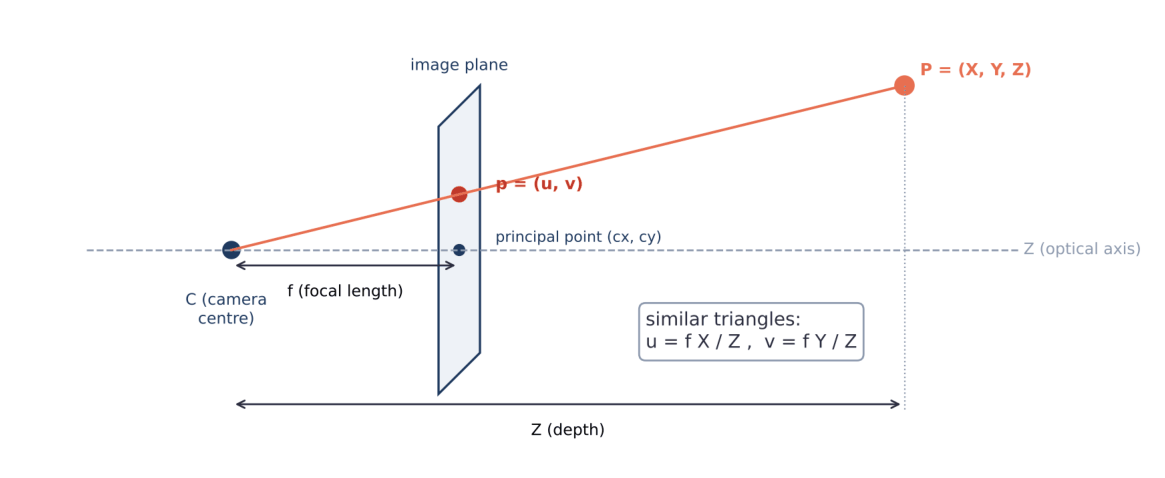 image plane
P = (X, Y, Z)
p = (u, v)
principal point (cx, cy)
Z (optical axis)
C (camera
centre)
f (focal length)
similar triangles:
u = f X / Z ,  v = f Y / Z
Z (depth)